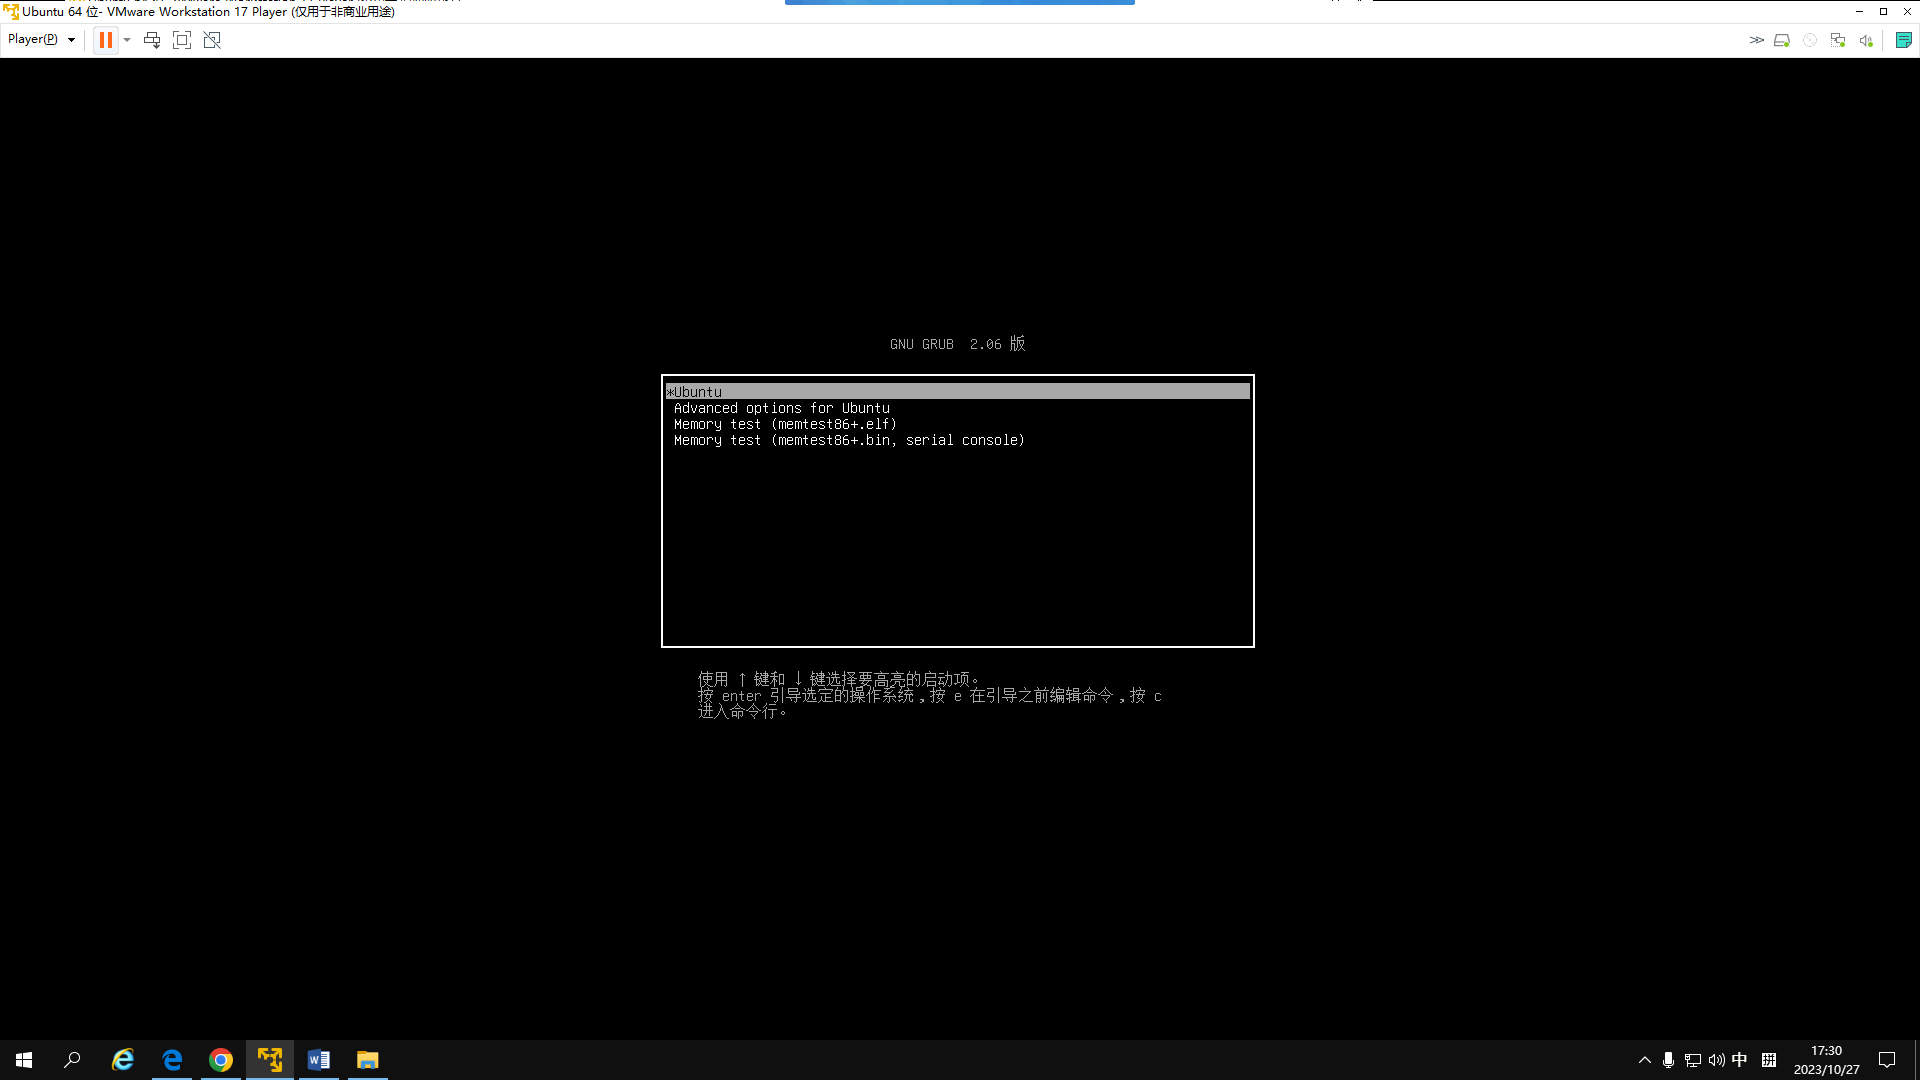 Ubuntu 64 位- VMware Workstation 17 Player (仅用于非商业用途)
Player(P)
GNU GRUB  2.06 版
*Ubuntu
Advanced options for Ubuntu
Memory test (memtest86+.elf)
Memory test (memtest86+.bin, serial console)
使用 ↑ 键和 ↓ 键选择要高亮的启动项。
按 enter 引导选定的操作系统，按 e 在引导之前编辑命令，按 c
进入命令行。
中
拼
17:30
2023/10/27